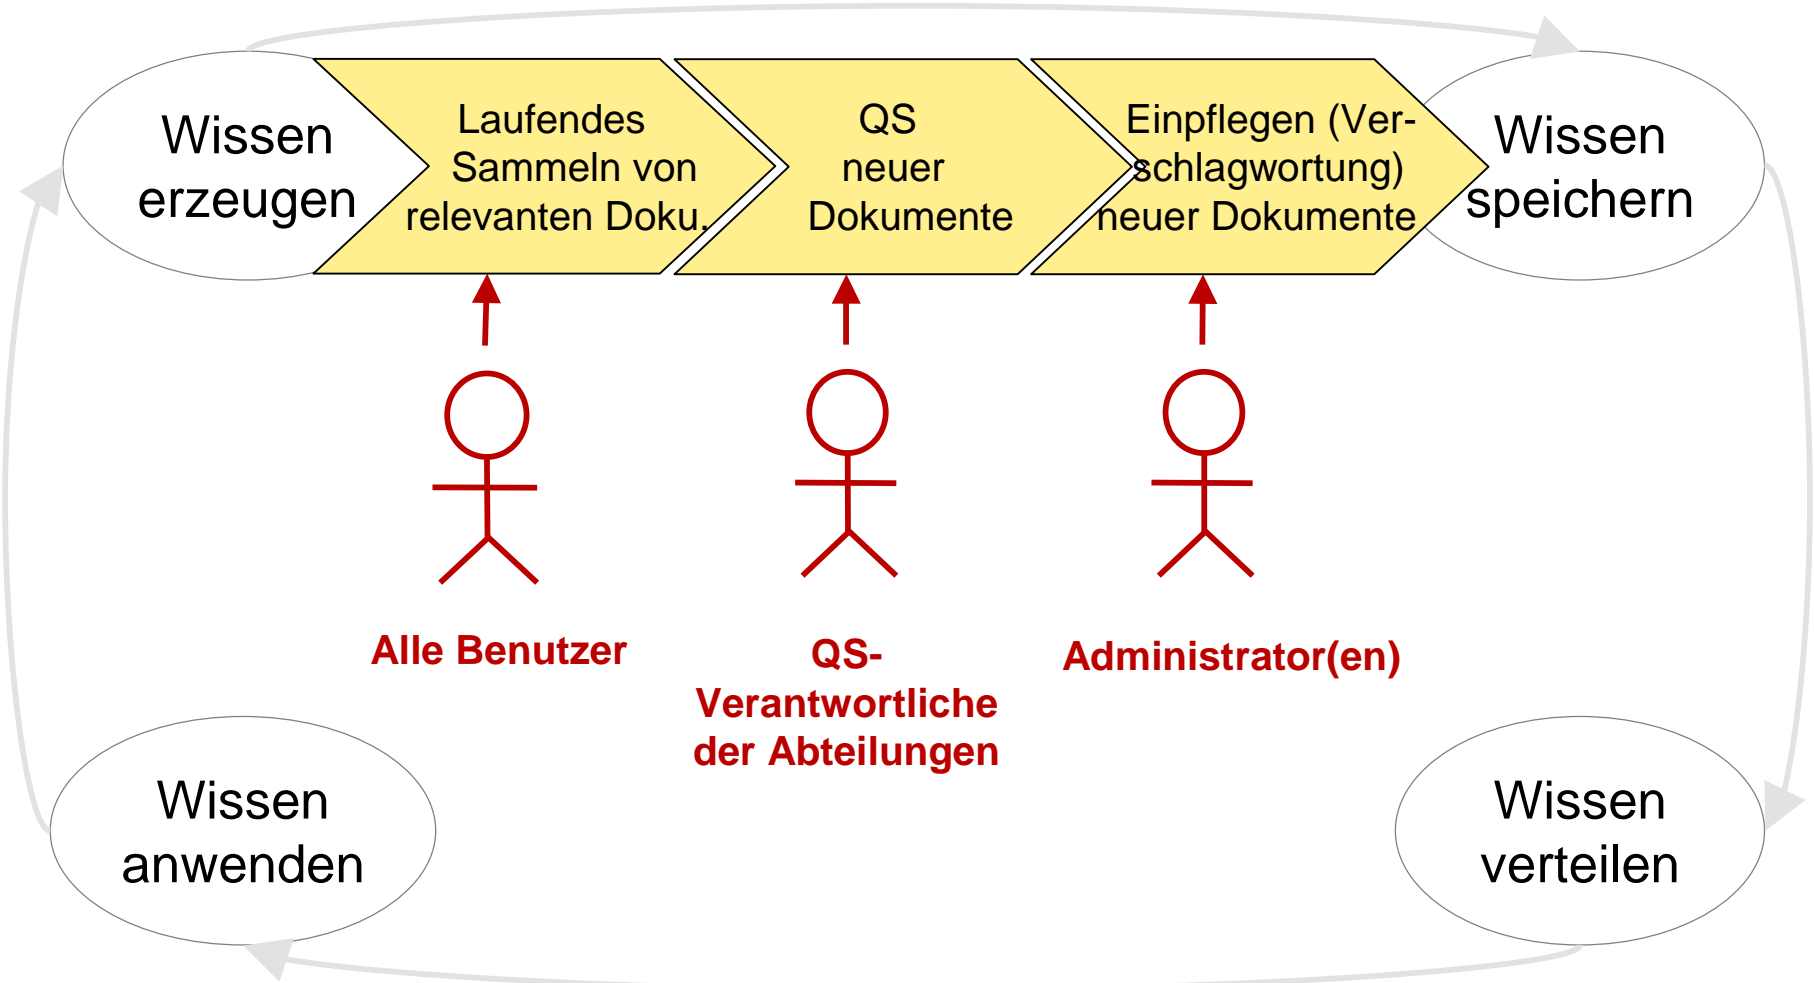 Wissen
erzeugen
Laufendes
Sammeln von
relevanten Doku.
QS
neuer
Dokumente
Einpflegen (Ver-
schlagwortung)
neuer Dokumente
Wissen
speichern
Alle Benutzer
QS-
Verantwortliche
der Abteilungen
Administrator(en)
Wissen
anwenden
Wissen
verteilen